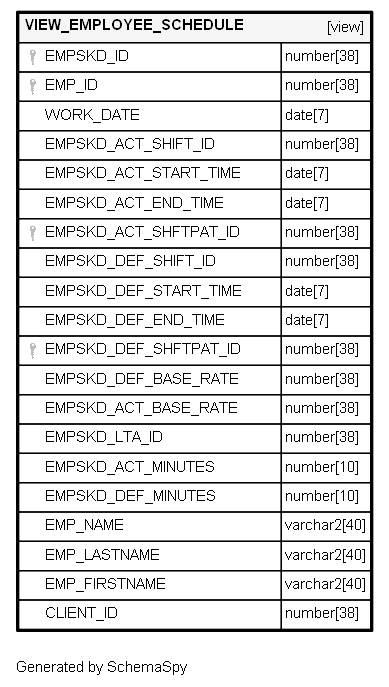 VIEW_EMPLOYEE_SCHEDULE [view]
EMPSKD_ID number[38]
EMP_ID number[38]
WORK_DATE date[7]
EMPSKD_ACT_SHIFT_ID number[38]
EMPSKD_ACT_START_TIME date[7]
EMPSKD_ACT_END_TIME date[7]
EMPSKD_ACT_SHFTPAT_ID number[38]
EMPSKD_DEF_SHIFT_ID number[38]
EMPSKD_DEF_START_TIME date[7]
EMPSKD_DEF_END_TIME date[7]
EMPSKD_DEF_SHFTPAT_ID number[38]
EMPSKD_DEF_BASE_RATE number[38]
EMPSKD_ACT_BASE_RATE number[38]
EMPSKD_LTA_ID number[38]
EMPSKD_ACT_MINUTES number[10]
EMPSKD_DEF_MINUTES number[10]
EMP_NAME varchar2[40]
EMP_LASTNAME varchar2[40]
EMP_FIRSTNAME varchar2[40]
CLIENT_ID number[38]
Generated by SchemaSpy